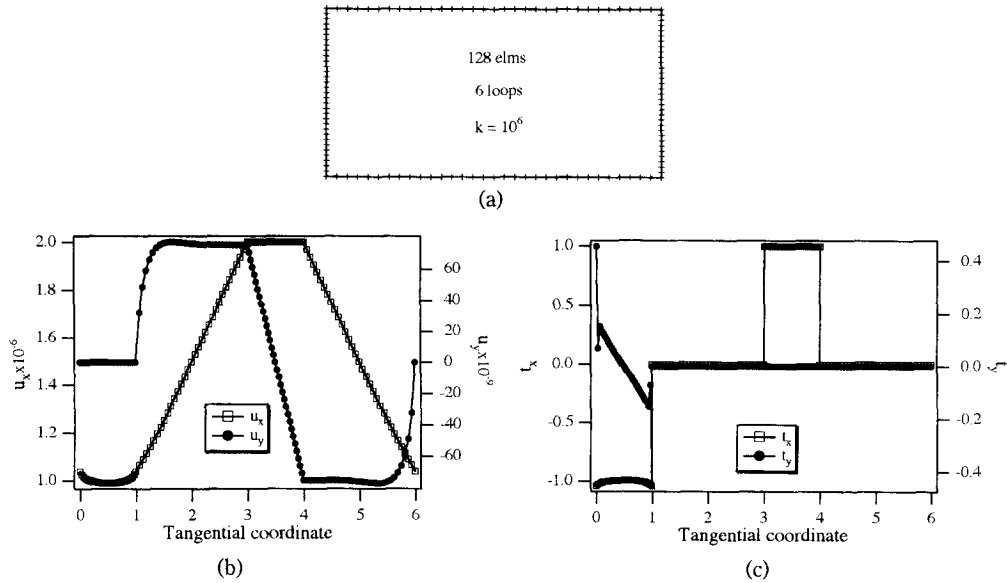 128 elms
6 loops
k = 10^6
(a)
2.0
1.8
1.6
1.4
1.2
1.0
u_x x10^-6
60
40
20
0
-20
-40
-60
u_y x10^-9
u_x
u_y
0 1 2 3 4 5 6
Tangential coordinate
(b)
1.0
0.5
0.0
-0.5
-1.0
t_x
0.4
0.2
0.0
-0.2
-0.4
t_y
t_x
t_y
0 1 2 3 4 5 6
Tangential coordinate
(c)